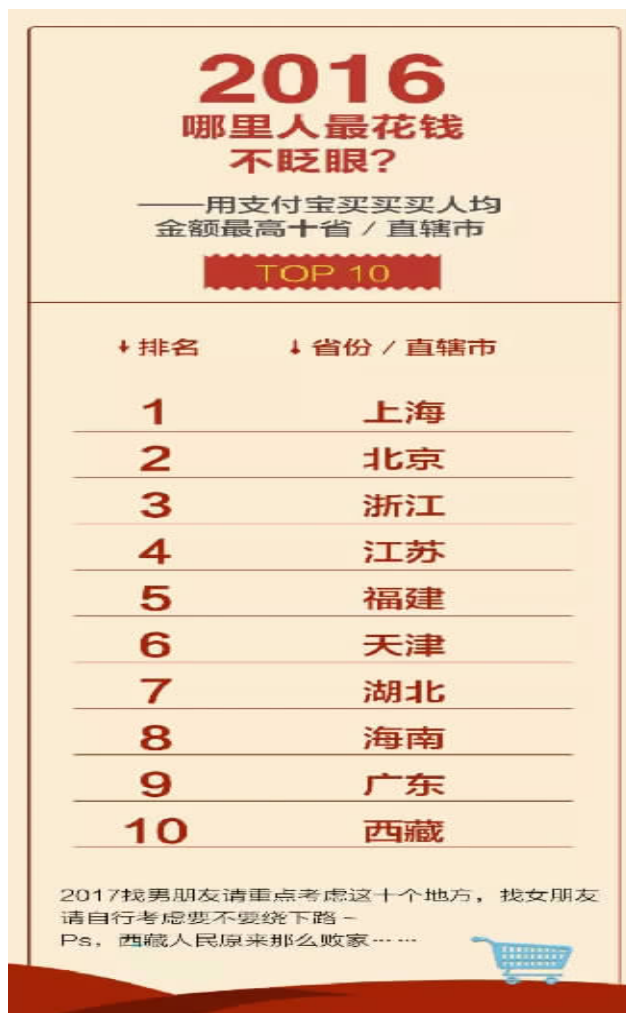 2016
哪里人最花钱
不眨眼?
——用支付宝买买买人均
金额最高十省/直辖市
TOP 10
排名 省份/直辖市
1 上海
2 北京
3 浙江
4 江苏
5 福建
6 天津
7 湖北
8 海南
9 广东
10 西藏
2017找男朋友请重点考虑这十个地方，找女朋友
请自行考虑要不要绕下路~
Ps，西藏人民原来那么败家……